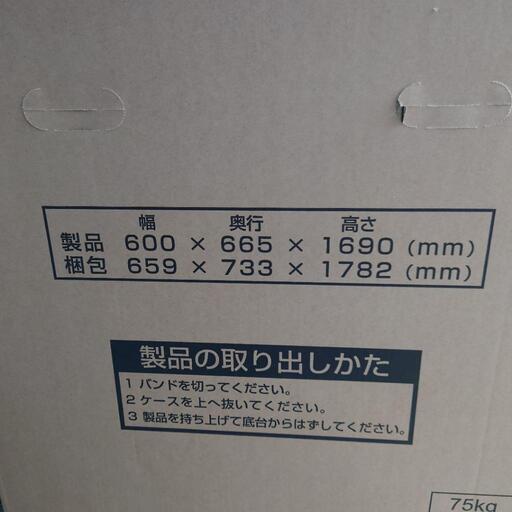 幅 奥行 高さ
製品 600 × 665 × 1690 (mm)
梱包 659 × 733 × 1782 (mm)
製品の取り出しかた
1 バンドを切ってください。
2 ケースを上へ抜いてください。
3 製品を持ち上げて底台からはずしてください。
75kg